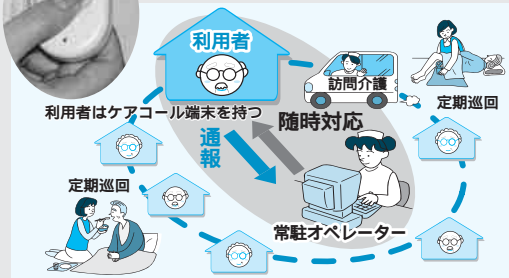 利用者
訪問介護
定期巡回
利用者はケアコール端末を持つ
随時対応
通報
定期巡回
常駐オペレーター